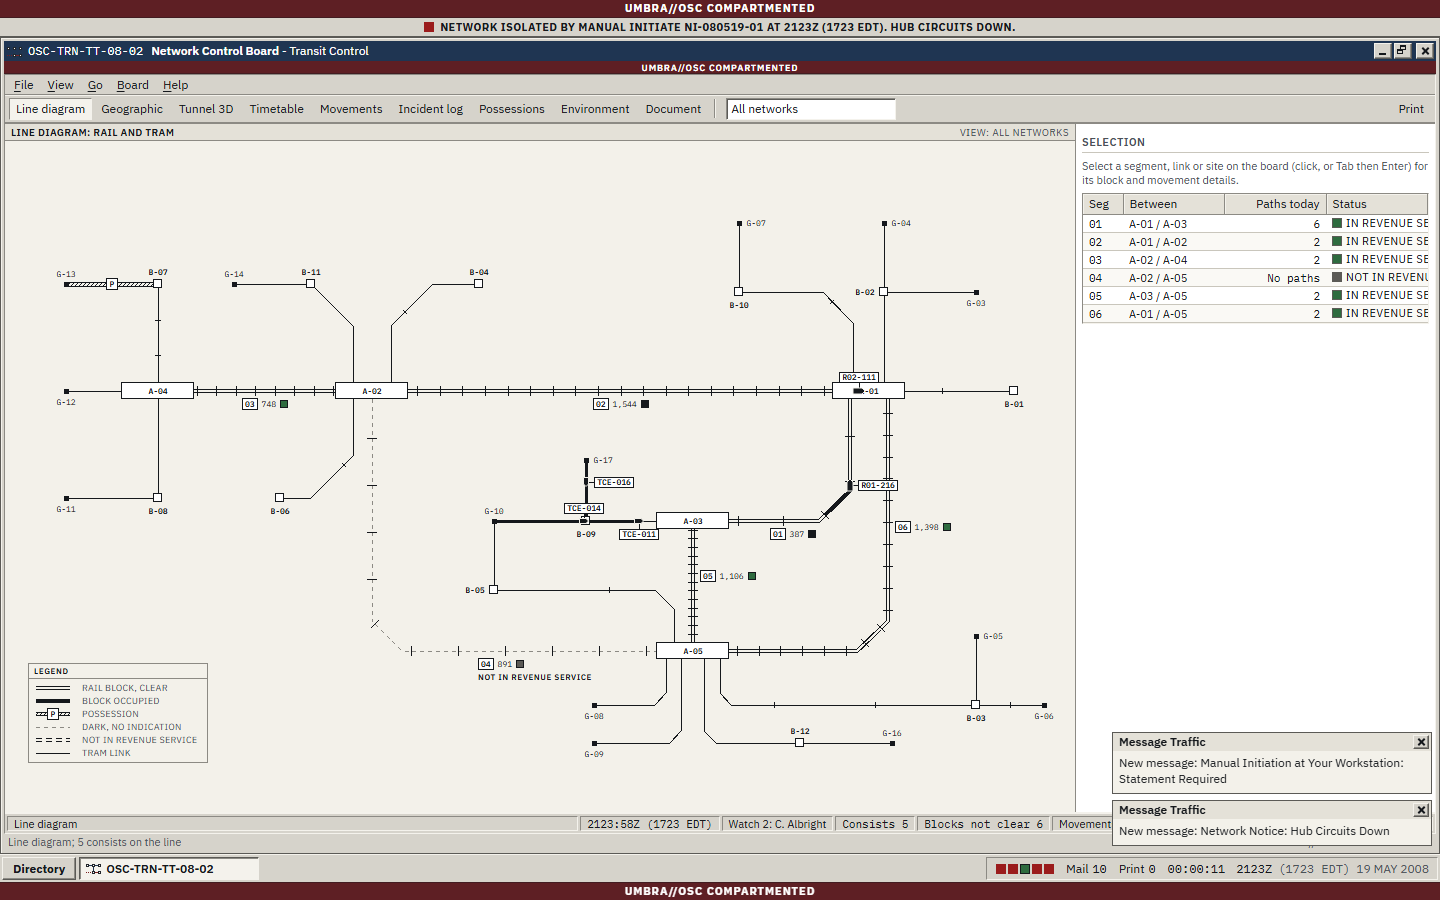 UMBRA//OSC COMPARTMENTED
NETWORK ISOLATED BY MANUAL INITIATE NI-080519-01 AT 2123Z (1723 EDT). HUB CIRCUITS DOWN.
OSC-TRN-TT-08-02 Network Control Board - Transit Control
UMBRA//OSC COMPARTMENTED
File View Go Board Help
Line diagram Geographic Tunnel 3D Timetable Movements Incident log Possessions Environment Document All networks Print
LINE DIAGRAM: RAIL AND TRAM VIEW: ALL NETWORKS
SELECTION
Select a segment, link or site on the board (click, or Tab then Enter) for
its block and movement details.
Seg Between Paths today Status
01 A-01 / A-03 6 IN REVENUE SE
02 A-01 / A-02 2 IN REVENUE SE
03 A-02 / A-04 2 IN REVENUE SE
04 A-02 / A-05 No paths NOT IN REVENU
05 A-03 / A-05 2 IN REVENUE SE
06 A-01 / A-05 2 IN REVENUE SE
G-07 G-04
G-13 B-07 G-14 B-11 B-04
P
B-10 B-02 G-03
R02-111
A-04 A-02 -01
G-12 03 748 02 1,544 B-01
G-17
TCE-016 R01-216
G-11 B-08 B-06
G-10 TCE-014 A-03
B-09 TCE-011 01 387 06 1,398
05 1,106
B-05
G-05
A-05
04 891
NOT IN REVENUE SERVICE
G-08 B-03 G-06
B-12 G-16
G-09
LEGEND
RAIL BLOCK, CLEAR
BLOCK OCCUPIED
P POSSESSION
DARK, NO INDICATION
NOT IN REVENUE SERVICE
TRAM LINK
Message Traffic
New message: Manual Initiation at Your Workstation:
Statement Required
Message Traffic
New message: Network Notice: Hub Circuits Down
Line diagram 2123:58Z (1723 EDT) Watch 2: C. Albright Consists 5 Blocks not clear 6 Movement
Line diagram; 5 consists on the line
Directory OSC-TRN-TT-08-02 Mail 10 Print 0 00:00:11 2123Z (1723 EDT) 19 MAY 2008
UMBRA//OSC COMPARTMENTED